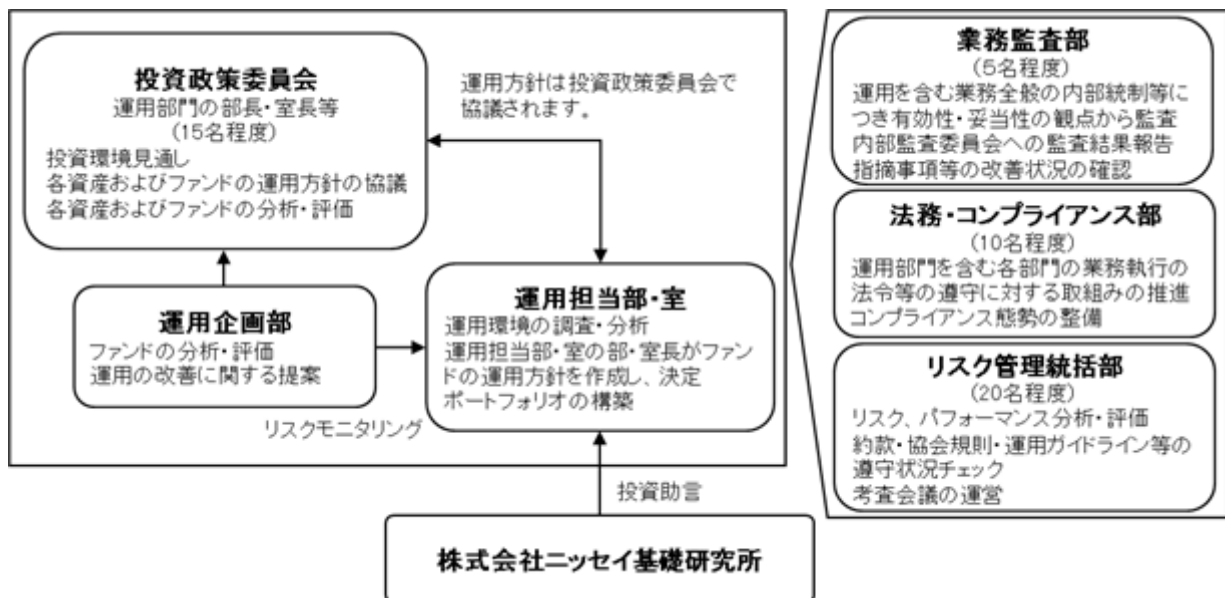 投資政策委員会
運用部門の部長・室長等
(15名程度)
投資環境見通し
各資産およびファンドの運用方針の協議
各資産およびファンドの分析・評価
運用方針は投資政策委員会で
協議されます。
運用企画部
ファンドの分析・評価
運用の改善に関する提案
運用担当部・室
運用環境の調査・分析
運用担当部・室の部・室長がファン
ドの運用方針を作成し、決定
ポートフォリオの構築
リスクモニタリング
投資助言
株式会社ニッセイ基礎研究所
業務監査部
(5名程度)
運用を含む業務全般の内部統制等に
つき有効性・妥当性の観点から監査
内部監査委員会への監査結果報告
指摘事項等の改善状況の確認
法務・コンプライアンス部
(10名程度)
運用部門を含む各部門の業務執行の
法令等の遵守に対する取組みの推進
コンプライアンス態勢の整備
リスク管理統括部
(20名程度)
リスク、パフォーマンス分析・評価
約款・協会規則・運用ガイドライン等の
遵守状況チェック
考査会議の運営